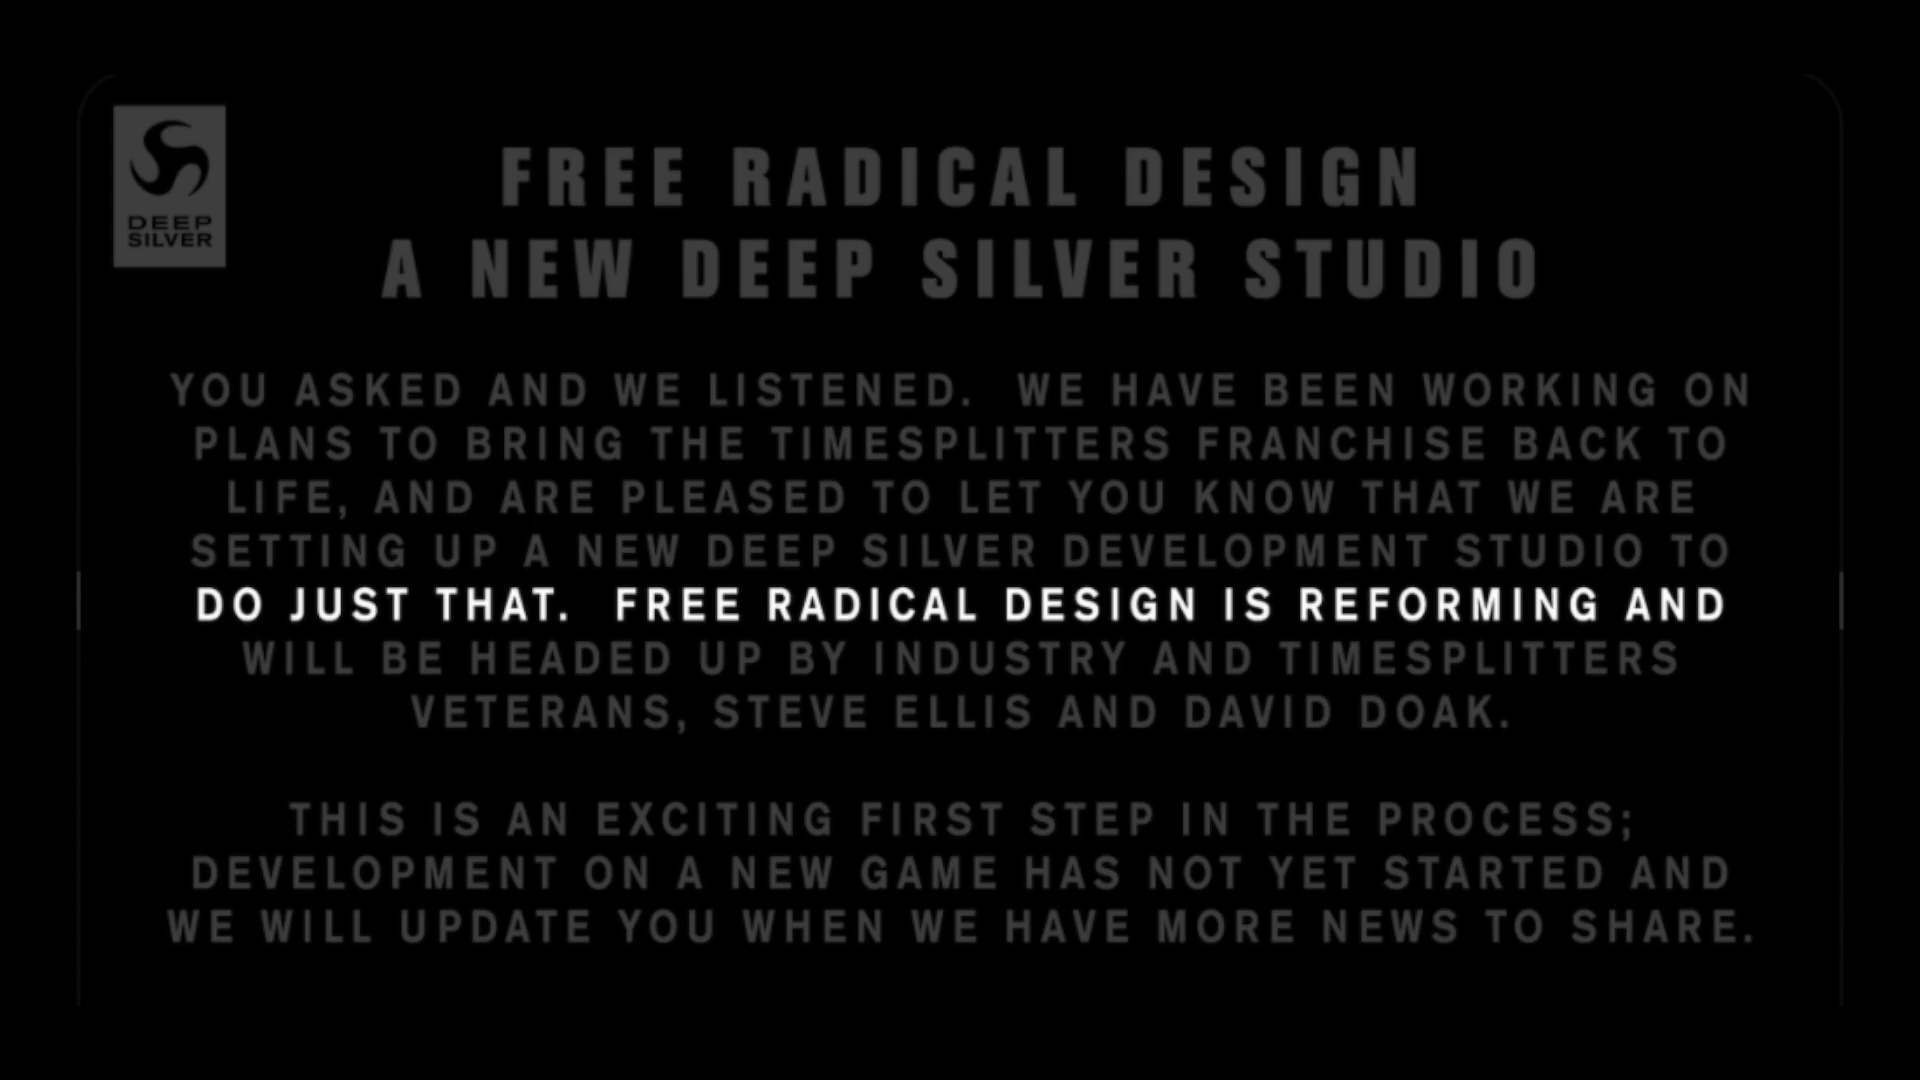 DEEP
SILVER
FREE RADICAL DESIGN
A NEW DEEP SILVER STUDIO
YOU ASKED AND WE LISTENED. WE HAVE BEEN WORKING ON
PLANS TO BRING THE TIMESPLITTERS FRANCHISE BACK TO
LIFE, AND ARE PLEASED TO LET YOU KNOW THAT WE ARE
SETTING UP A NEW DEEP SILVER DEVELOPMENT STUDIO TO
DO JUST THAT. FREE RADICAL DESIGN IS REFORMING AND
WILL BE HEADED UP BY INDUSTRY AND TIMESPLITTERS
VETERANS, STEVE ELLIS AND DAVID DOAK.
THIS IS AN EXCITING FIRST STEP IN THE PROCESS;
DEVELOPMENT ON A NEW GAME HAS NOT YET STARTED AND
WE WILL UPDATE YOU WHEN WE HAVE MORE NEWS TO SHARE.